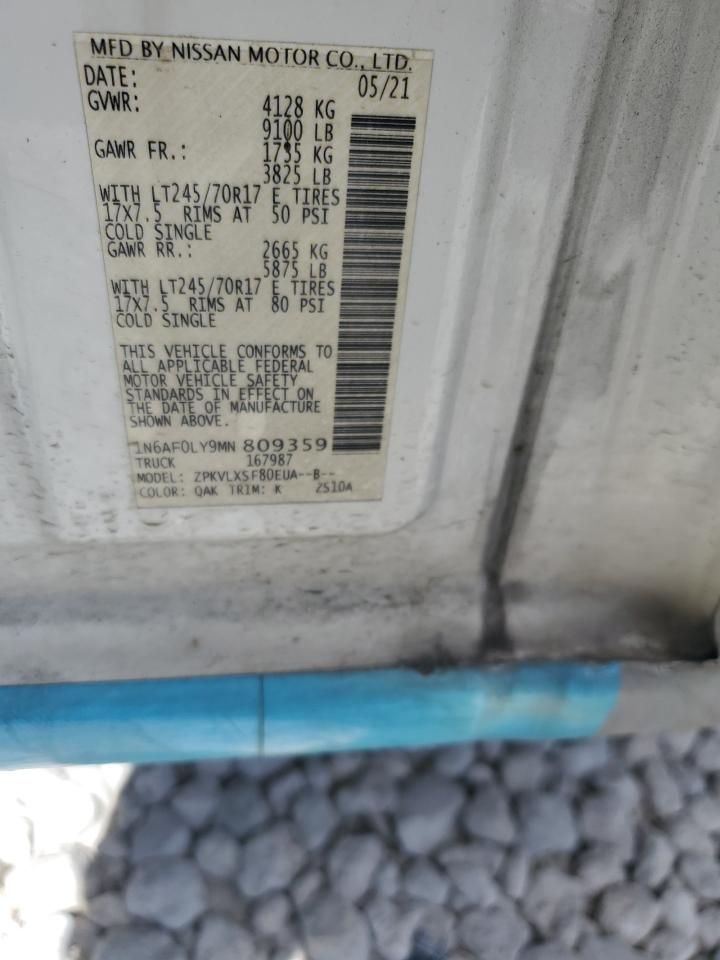 MFD BY NISSAN MOTOR CO., LTD.
DATE: 05/21
GVWR: 4128 KG
9100 LB
GAWR FR.: 1735 KG
3825 LB
WITH LT245/70R17 E TIRES
17X7.5 RIMS AT 50 PSI
COLD SINGLE
GAWR RR.: 2665 KG
5875 LB
WITH LT245/70R17 E TIRES
17X7.5 RIMS AT 80 PSI
COLD SINGLE
THIS VEHICLE CONFORMS TO
ALL APPLICABLE FEDERAL
MOTOR VEHICLE SAFETY
STANDARDS IN EFFECT ON
THE DATE OF MANUFACTURE
SHOWN ABOVE.
1N6AF0LY9MN 809359
TRUCK 167987
MODEL: ZPKVLXSF80EUA--B--
COLOR: QAK TRIM: K 2S10A